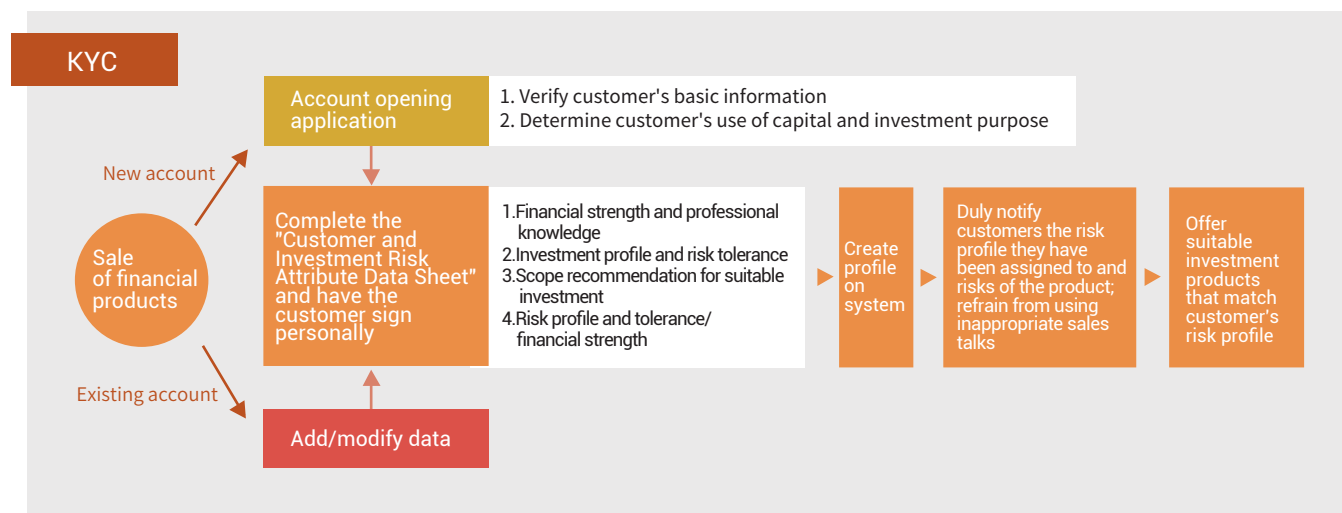 KYC
Account opening
application
1. Verify customer's basic information
2. Determine customer's use of capital and investment purpose
New account
Sale
of financial
products
Complete the
"Customer and
Investment Risk
Attribute Data Sheet"
and have the
customer sign
personally
1.Financial strength and professional
knowledge
2.Investment profile and risk tolerance
3.Scope recommendation for suitable
investment
4.Risk profile and tolerance/
financial strength
Create
profile
on
system
Duly notify
customers the risk
profile they have
been assigned to and
risks of the product;
refrain from using
inappropriate sales
talks
Offer
suitable
investment
products
that match
customer's
risk profile
Existing account
Add/modify data